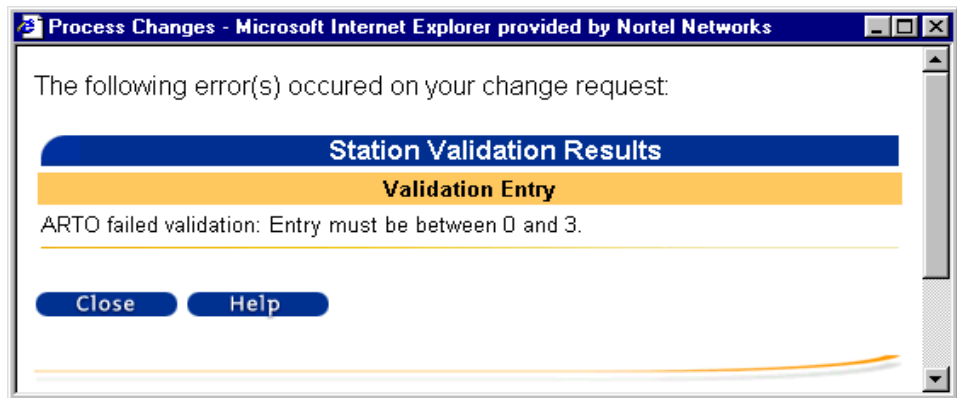 Process Changes - Microsoft Internet Explorer provided by Nortel Networks
The following error(s) occured on your change request:
Station Validation Results
Validation Entry
ARTO failed validation: Entry must be between 0 and 3.
Close Help